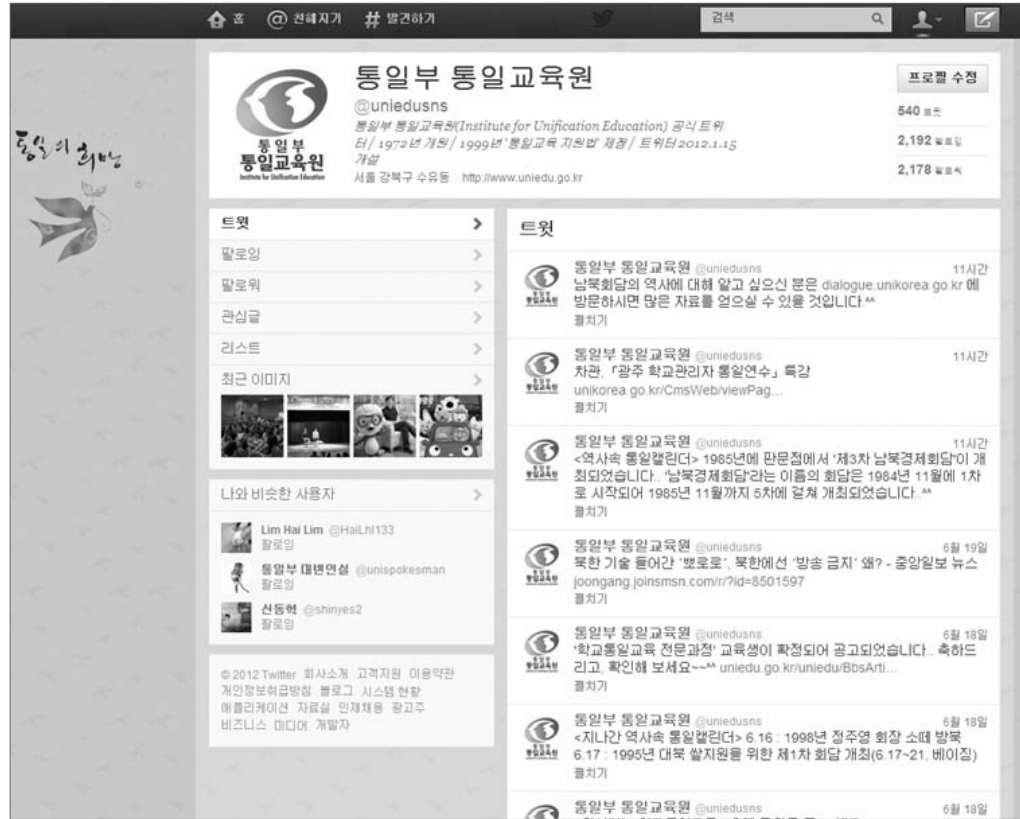 홈 @ 친해지기 # 발견하기 검색
통일의 희망
통일부 통일교육원
@uniedusns
통일부 통일교육원(Institute for Unification Education) 공식 트위
터 / 1972년 개원 / 1999년 '통일교육 지원법' 제정 / 트위터 2012.1.15
개설
서울 강북구 수유동 http://www.uniedu.go.kr
통일부
통일교육원
Institute for Unification Education
프로필 수정
540 트윗
2,192 팔로잉
2,178 팔로워
트윗
팔로잉
팔로워
관심글
리스트
최근 이미지
나와 비슷한 사용자
Lim Hai Lim @HaiLhl133
팔로잉
통일부 대변인실 @unispokesman
팔로잉
신동혁 @shinyes2
팔로잉
© 2012 Twitter 회사소개 고객지원 이용약관
개인정보취급방침 블로그 시스템 현황
애플리케이션 자료실 인재채용 광고주
비즈니스 미디어 개발자
트윗
통일부 통일교육원 @uniedusns 11시간
남북회담의 역사에 대해 알고 싶으신 분은 dialogue.unikorea.go.kr 에
방문하시면 많은 자료를 얻으실 수 있을 것입니다.^^
펼치기
통일부 통일교육원 @uniedusns 11시간
차관, 「광주 학교관리자 통일연수」 특강
unikorea.go.kr/CmsWeb/viewPag...
펼치기
통일부 통일교육원 @uniedusns 11시간
<역사속 통일캘린더> 1985년에 판문점에서 '제3차 남북경제회담'이 개
최되었습니다.. '남북경제회담'라는 이름의 회담은 1984년 11월에 1차
로 시작되어 1985년 11월까지 5차에 걸쳐 개최되었습니다..^^
펼치기
통일부 통일교육원 @uniedusns 6월 19일
북한 기술 들어간 '뽀로로', 북한에선 '방송 금지' 왜? - 중앙일보 뉴스
joongang.joinsmsn.com/r/?id=8501597
펼치기
통일부 통일교육원 @uniedusns 6월 18일
'학교통일교육 전문과정' 교육생이 확정되어 공고되었습니다.. 축하드
리고, 확인해 보세요~~^^ uniedu.go.kr/uniedu/BbsArti...
펼치기
통일부 통일교육원 @uniedusns 6월 18일
<지나간 역사속 통일캘린더> 6.16 : 1998년 정주영 회장 소떼 방북
6.17 : 1995년 대북 쌀지원을 위한 제1차 회담 개최(6.17~21, 베이징)
펼치기
통일부 통일교육원 @uniedusns 6월 18일